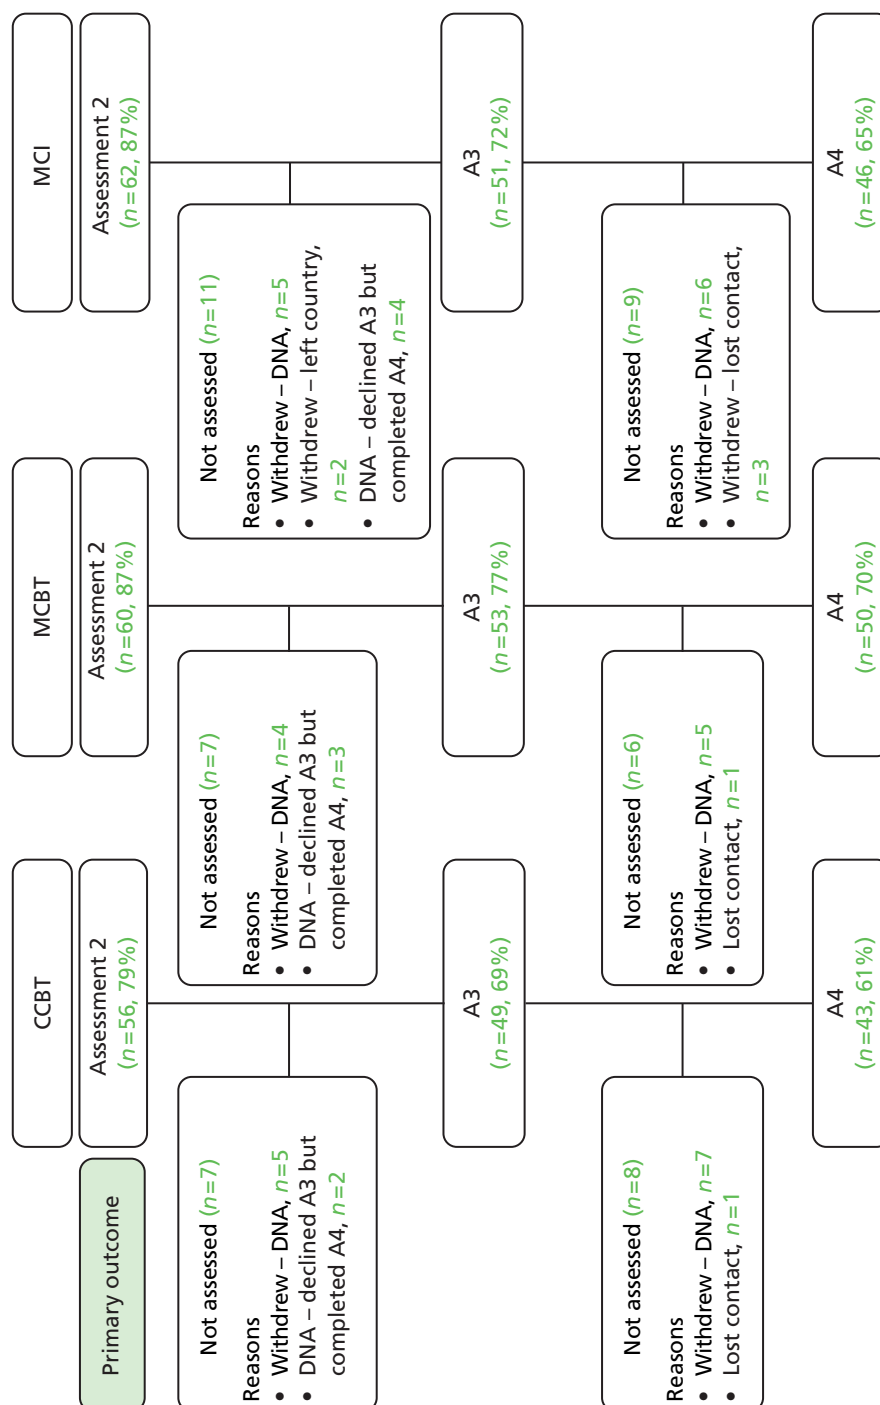 CCBT
MCBT
MCI
Primary outcome
Assessment 2
(n=56, 79%)
Assessment 2
(n=60, 87%)
Assessment 2
(n=62, 87%)
Not assessed (n=7)
Reasons
• Withdrew – DNA, n=5
• DNA – declined A3 but
completed A4, n=2
Not assessed (n=7)
Reasons
• Withdrew – DNA, n=4
• DNA – declined A3 but
completed A4, n=3
Not assessed (n=11)
Reasons
• Withdrew – DNA, n=5
• Withdrew – left country,
n=2
• DNA – declined A3 but
completed A4, n=4
A3
(n=49, 69%)
A3
(n=53, 77%)
A3
(n=51, 72%)
Not assessed (n=8)
Reasons
• Withdrew – DNA, n=7
• Lost contact, n=1
Not assessed (n=6)
Reasons
• Withdrew – DNA, n=5
• Lost contact, n=1
Not assessed (n=9)
Reasons
• Withdrew – DNA, n=6
• Withdrew – lost contact,
n=3
A4
(n=43, 61%)
A4
(n=50, 70%)
A4
(n=46, 65%)